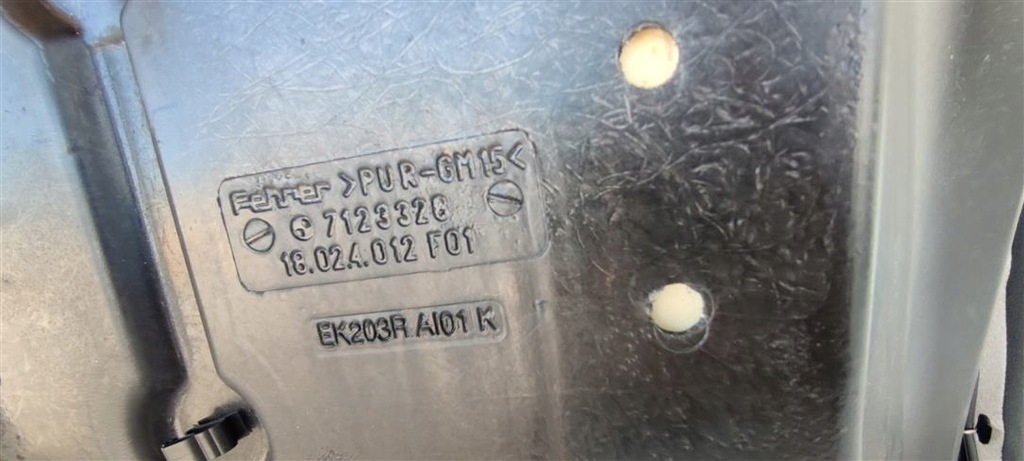 Fehrer >PUR-GM15<
7123328
18.024.012 F01
EK203R.AI01 K